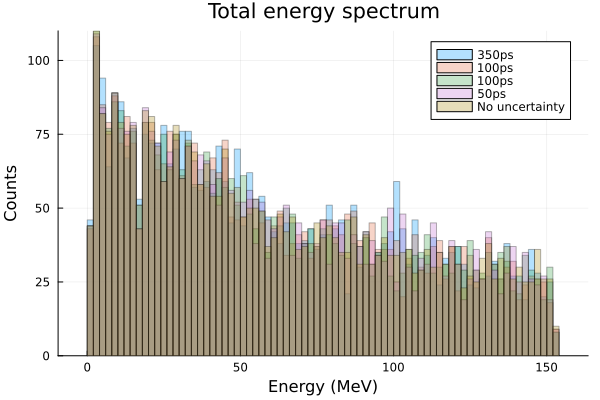 Total energy spectrum
350ps
100ps
100ps
50ps
No uncertainty
Counts
100
75
50
25
0
0 50 100 150
Energy (MeV)